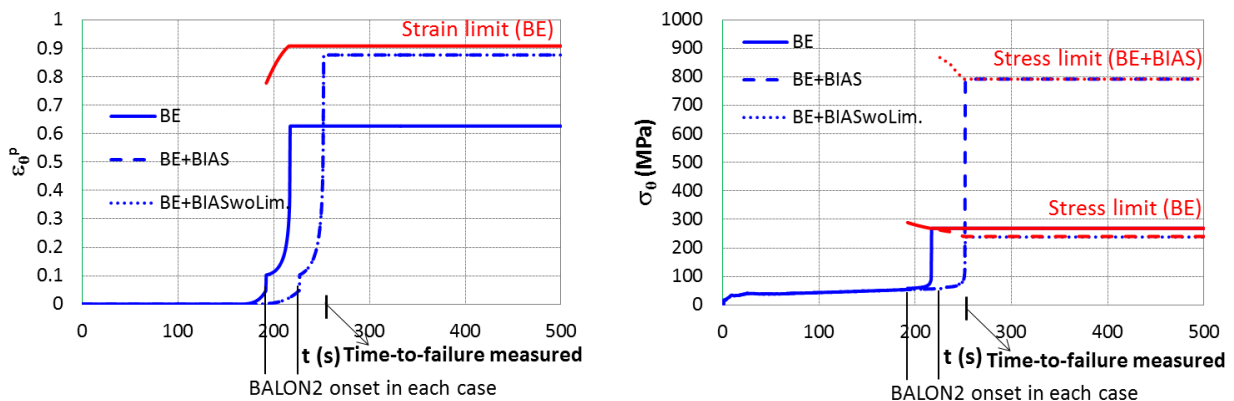 1
0.9
0.8
0.7
0.6
0.5
0.4
0.3
0.2
0.1
0
εθᵖ
Strain limit (BE)
BE
BE+BIAS
BE+BIASwoLim.
0 100 200 300 400 500
t (s) Time-to-failure measured
BALON2 onset in each case
1000
900
800
700
600
500
400
300
200
100
0
σθ (MPa)
BE
BE+BIAS
BE+BIASwoLim.
Stress limit (BE+BIAS)
Stress limit (BE)
0 100 200 300 400 500
t (s) Time-to-failure measured
BALON2 onset in each case